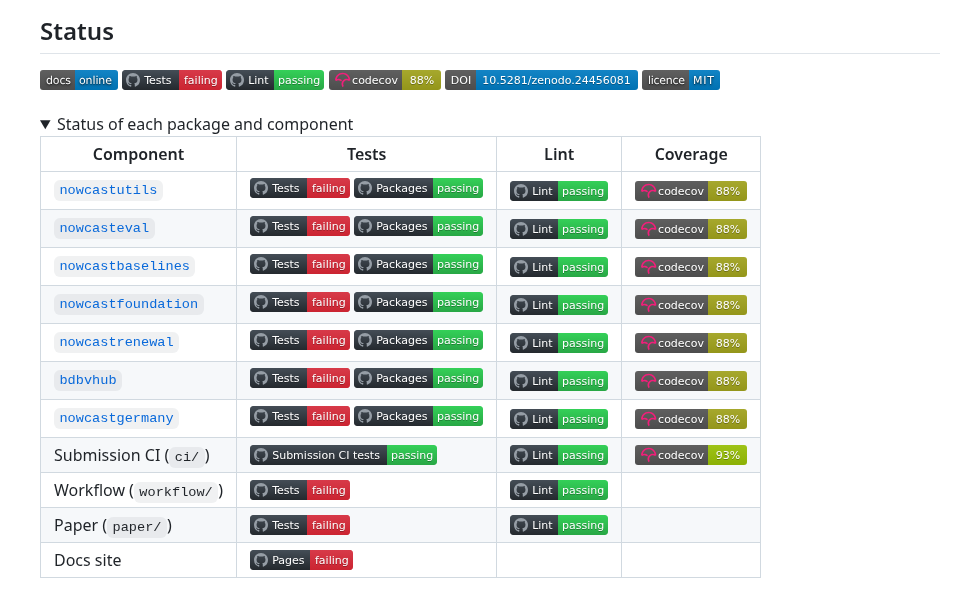 Status
docs online Tests failing Lint passing codecov 88% DOI 10.5281/zenodo.24456081 licence MIT
▼ Status of each package and component
Component Tests Lint Coverage
nowcastutils Tests failing Packages passing Lint passing codecov 88%
nowcasteval Tests failing Packages passing Lint passing codecov 88%
nowcastbaselines Tests failing Packages passing Lint passing codecov 88%
nowcastfoundation Tests failing Packages passing Lint passing codecov 88%
nowcastrenewal Tests failing Packages passing Lint passing codecov 88%
bdbvhub Tests failing Packages passing Lint passing codecov 88%
nowcastgermany Tests failing Packages passing Lint passing codecov 88%
Submission CI (ci/) Submission CI tests passing Lint passing codecov 93%
Workflow (workflow/) Tests failing Lint passing
Paper (paper/) Tests failing Lint passing
Docs site Pages failing